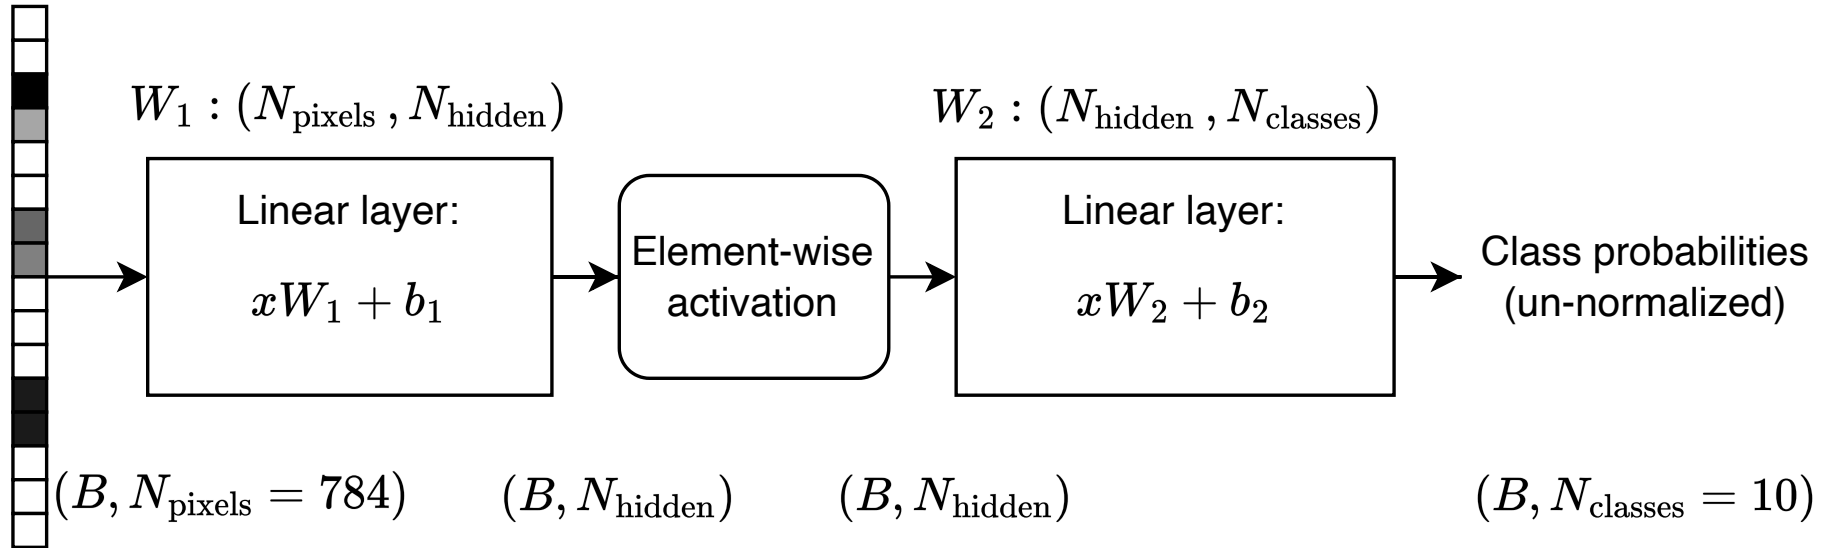 W₁ : (N_pixels , N_hidden)
W₂ : (N_hidden , N_classes)
Linear layer:
xW₁ + b₁
Element-wise
activation
Linear layer:
xW₂ + b₂
Class probabilities
(un-normalized)
(B, N_pixels = 784)
(B, N_hidden)
(B, N_hidden)
(B, N_classes = 10)